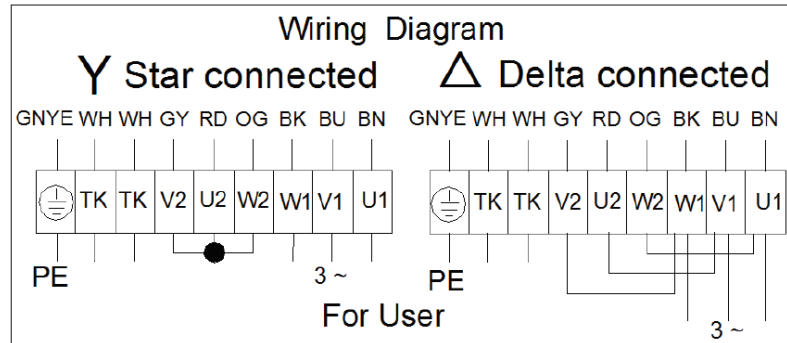 Wiring Diagram
Y Star connected
△ Delta connected
GNYE WH WH GY RD OG BK BU BN
GNYE WH WH GY RD OG BK BU BN
TK TK V2 U2 W2 W1 V1 U1
TK TK V2 U2 W2 W1 V1 U1
PE
3 ~
PE
3 ~
For User